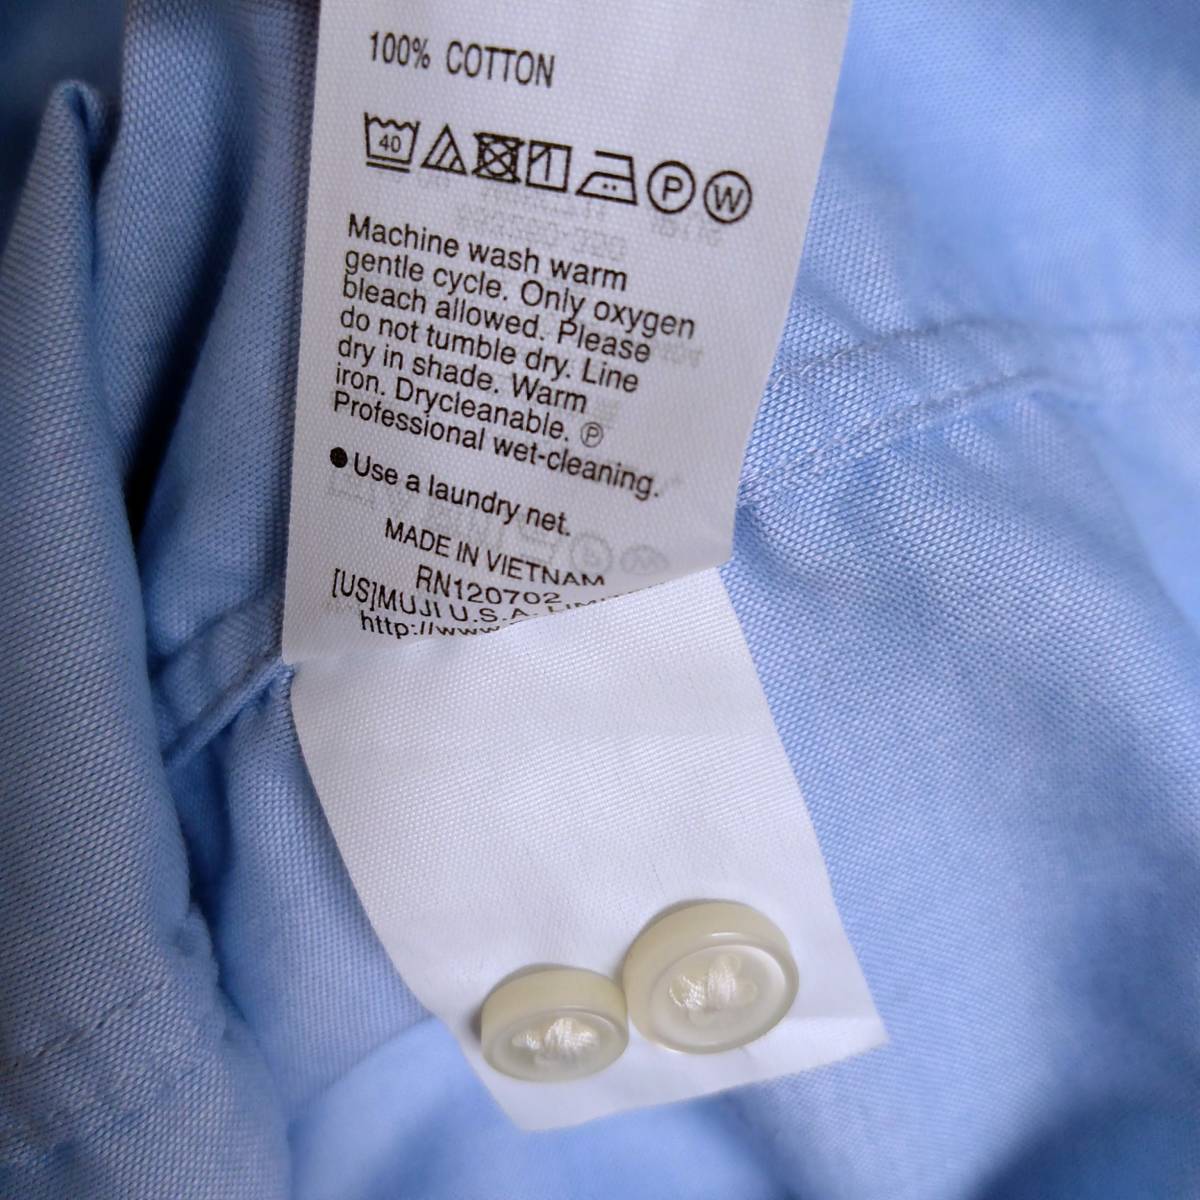 100% COTTON
40 P W
Machine wash warm
gentle cycle. Only oxygen
bleach allowed. Please
do not tumble dry. Line
dry in shade. Warm
iron. Drycleanable. Ⓟ
Professional wet-cleaning.
●Use a laundry net.
MADE IN VIETNAM
RN120702
[US]MUJI U.S.A.
http://www.